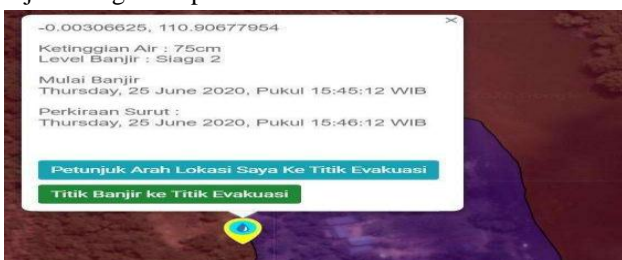 -0.00306625, 110.90677954
×
Ketinggian Air : 75cm
Level Banjir : Siaga 2
Mulai Banjir
Thursday, 25 June 2020, Pukul 15:45:12 WIB
Perkiraan Surut :
Thursday, 25 June 2020, Pukul 15:46:12 WIB
Petunjuk Arah Lokasi Saya Ke Titik Evakuasi
Titik Banjir ke Titik Evakuasi